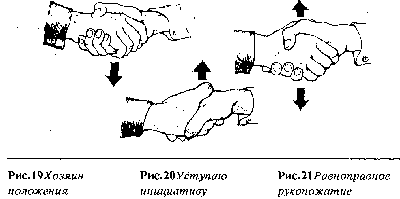 Рис.19 Хозяин положения
Рис.20 Уступаю инициативу
Рис.21 Равноправное рукопожатие